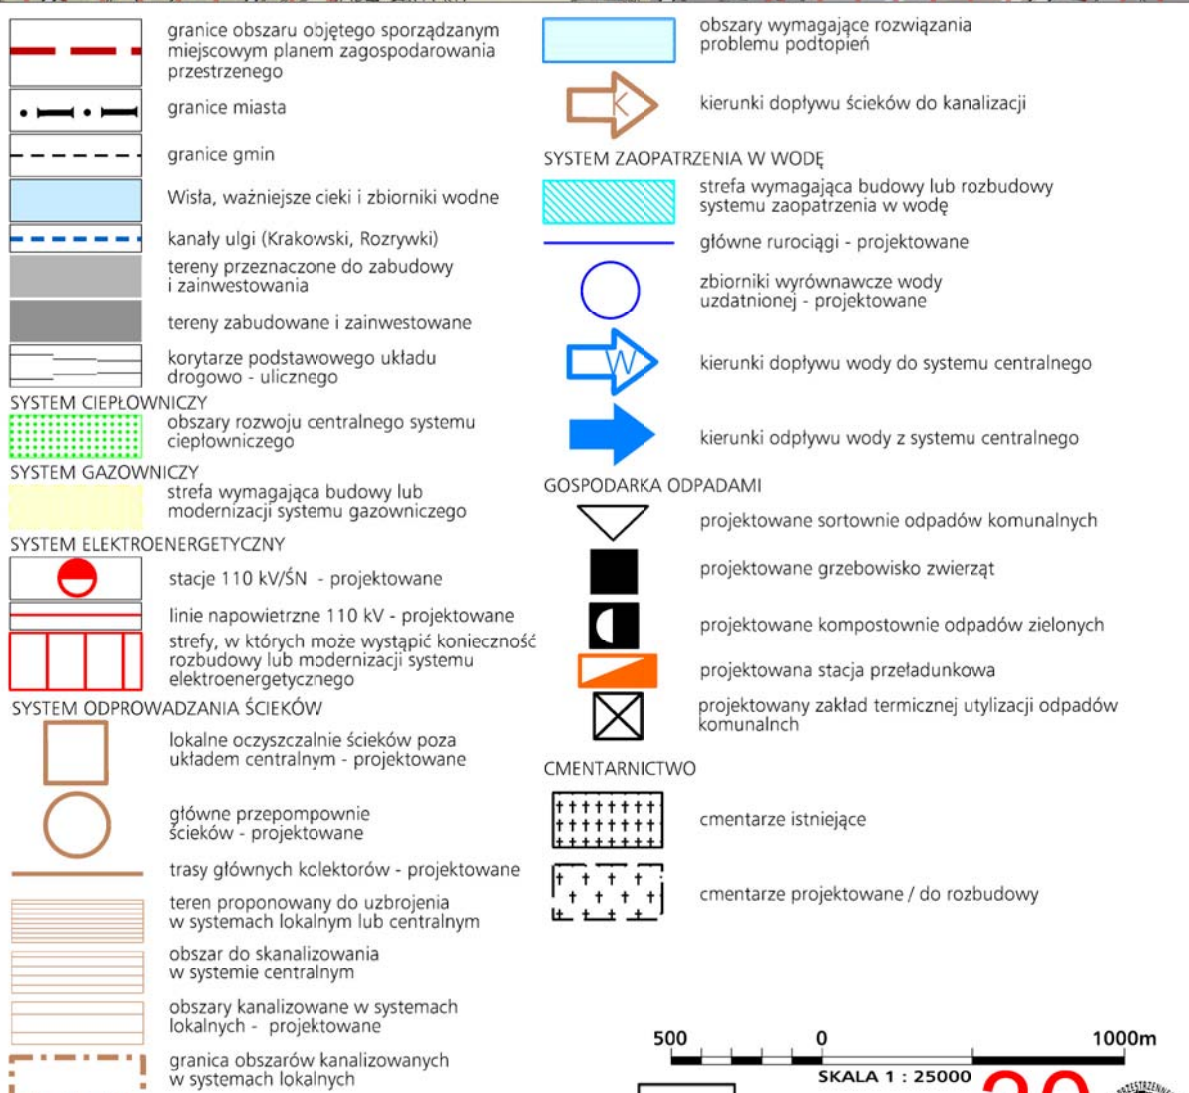 granice obszaru objętego sporządzanym
miejscowym planem zagospodarowania
przestrzenego
granice miasta
granice gmin
Wisła, ważniejsze cieki i zbiorniki wodne
kanały ulgi (Krakowski, Rozrywki)
tereny przeznaczone do zabudowy
i zainwestowania
tereny zabudowane i zainwestowane
korytarze podstawowego układu
drogowo - ulicznego
SYSTEM CIEPŁOWNICZY
obszary rozwoju centralnego systemu
ciepłowniczego
SYSTEM GAZOWNICZY
strefa wymagająca budowy lub
modernizacji systemu gazowniczego
SYSTEM ELEKTROENERGETYCZNY
stacje 110 kV/ŚN - projektowane
linie napowietrzne 110 kV - projektowane
strefy, w których może wystąpić konieczność
rozbudowy lub modernizacji systemu
elektroenergetycznego
SYSTEM ODPROWADZANIA ŚCIEKÓW
lokalne oczyszczalnie ścieków poza
układem centralnym - projektowane
główne przepompownie
ścieków - projektowane
trasy głównych kolektorów - projektowane
teren proponowany do uzbrojenia
w systemach lokalnym lub centralnym
obszar do skanalizowania
w systemie centralnym
obszary kanalizowane w systemach
lokalnych - projektowane
granica obszarów kanalizowanych
w systemach lokalnych
obszary wymagające rozwiązania
problemu podtopień
K
kierunki dopływu ścieków do kanalizacji
SYSTEM ZAOPATRZENIA W WODĘ
strefa wymagająca budowy lub rozbudowy
systemu zaopatrzenia w wodę
główne rurociągi - projektowane
zbiorniki wyrównawcze wody
uzdatnionej - projektowane
W
kierunki dopływu wody do systemu centralnego
kierunki odpływu wody z systemu centralnego
GOSPODARKA ODPADAMI
projektowane sortownie odpadów komunalnych
projektowane grzebowisko zwierząt
projektowane kompostownie odpadów zielonych
projektowana stacja przeładunkowa
projektowany zakład termicznej utylizacji odpadów
komunalnch
CMENTARNICTWO
cmentarze istniejące
cmentarze projektowane / do rozbudowy
500 0 1000m
SKALA 1 : 25000